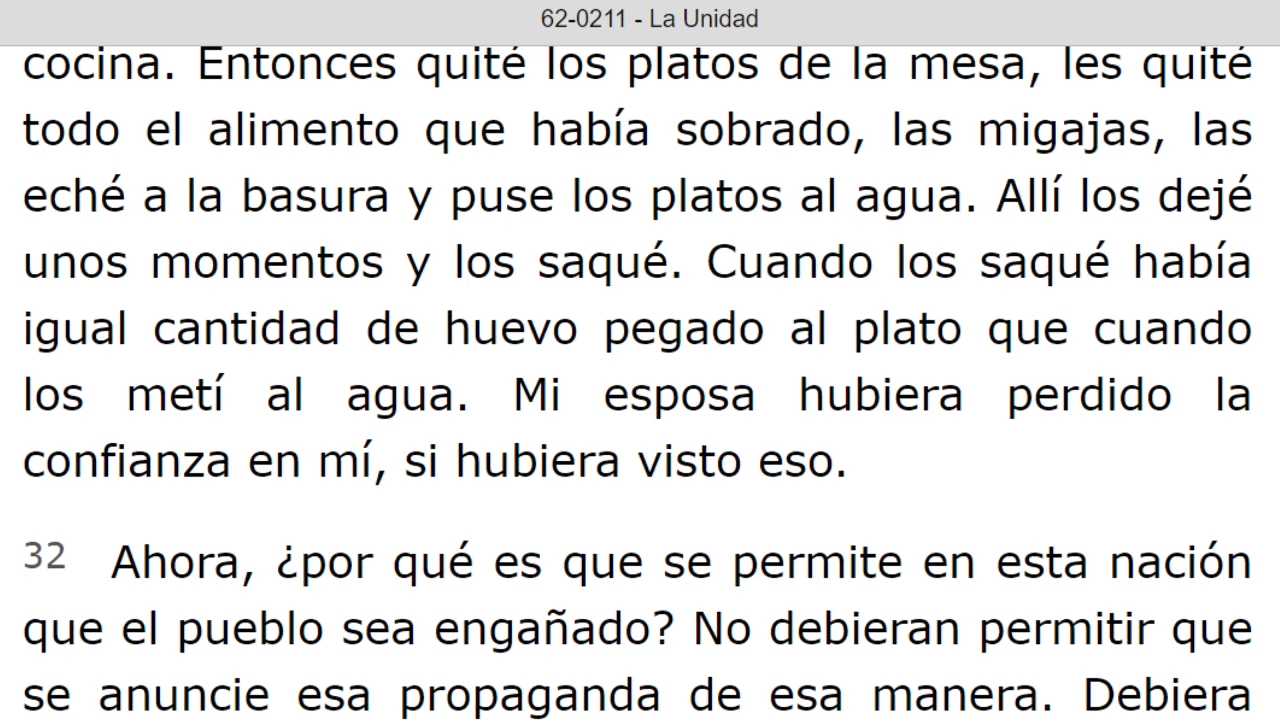 62-0211 - La Unidad
cocina. Entonces quité los platos de la mesa, les quité
todo el alimento que había sobrado, las migajas, las
eché a la basura y puse los platos al agua. Allí los dejé
unos momentos y los saqué. Cuando los saqué había
igual cantidad de huevo pegado al plato que cuando
los metí al agua. Mi esposa hubiera perdido la
confianza en mí, si hubiera visto eso.
32 Ahora, ¿por qué es que se permite en esta nación
que el pueblo sea engañado? No debieran permitir que
se anuncie esa propaganda de esa manera. Debiera